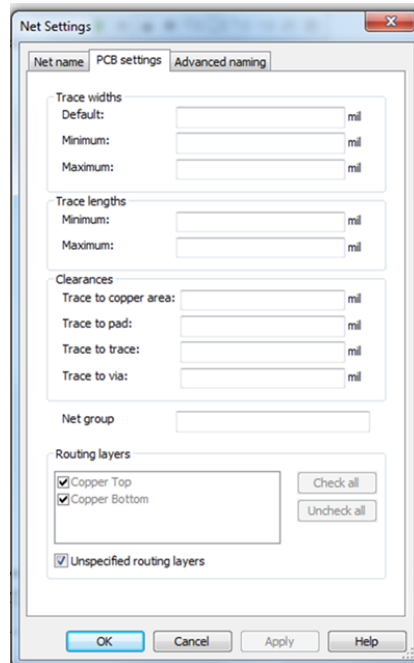 Net Settings
Net name PCB settings Advanced naming
Trace widths
Default: mil
Minimum: mil
Maximum: mil
Trace lengths
Minimum: mil
Maximum: mil
Clearances
Trace to copper area: mil
Trace to pad: mil
Trace to trace: mil
Trace to via: mil
Net group
Routing layers
Copper Top Check all
Copper Bottom Uncheck all
Unspecified routing layers
OK Cancel Apply Help